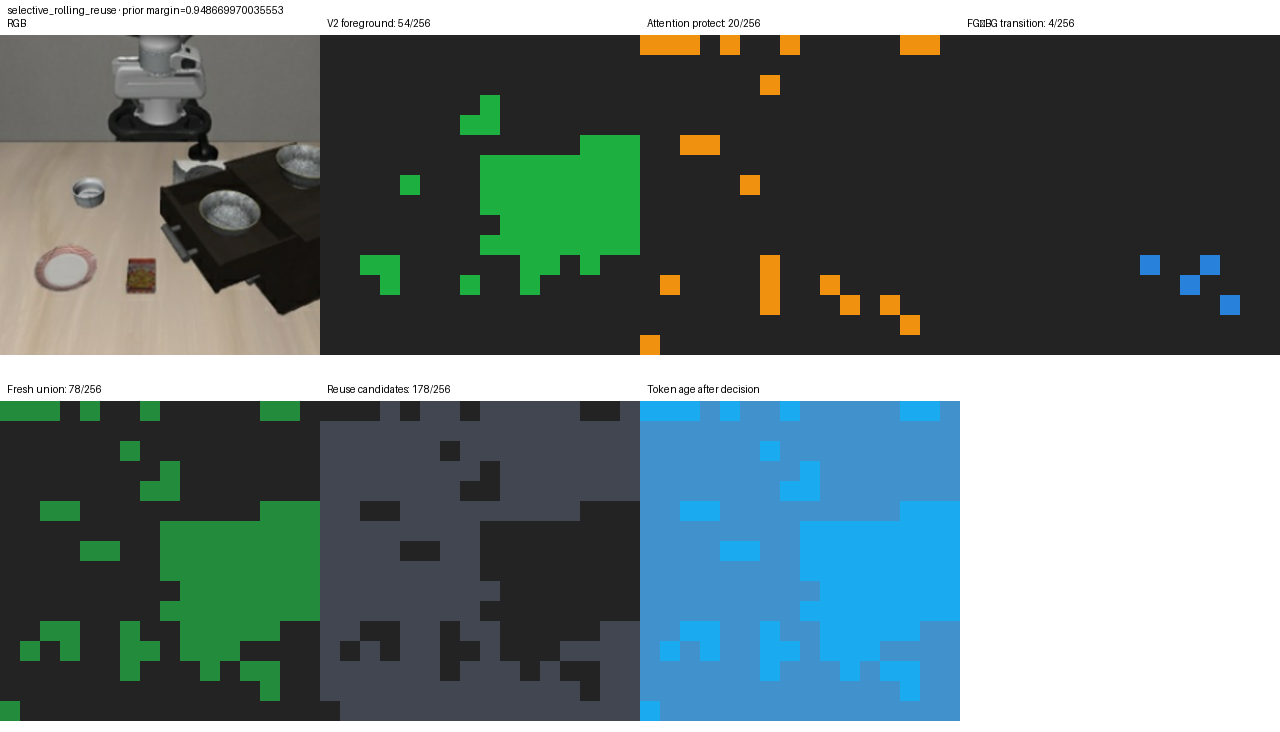 selective_rolling_reuse · prior margin=0.948669970035553
RGB
V2 foreground: 54/256
Attention protect: 20/256
transition: 4/256
Fresh union: 78/256
Reuse candidates: 178/256
Token age after decision